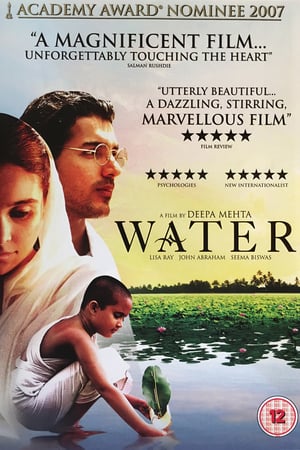 ACADEMY AWARD® NOMINEE 2007
"A MAGNIFICENT FILM...
UNFORGETTABLY TOUCHING THE HEART"
SALMAN RUSHDIE
"UTTERLY BEAUTIFUL...
A DAZZLING, STIRRING,
MARVELLOUS FILM"
★★★★★
FILM REVIEW
★★★★★ ★★★★★
PSYCHOLOGIES NEW INTERNATIONALIST
A FILM BY DEEPA MEHTA
WATER
LISA RAY JOHN ABRAHAM SEEMA BISWAS
12